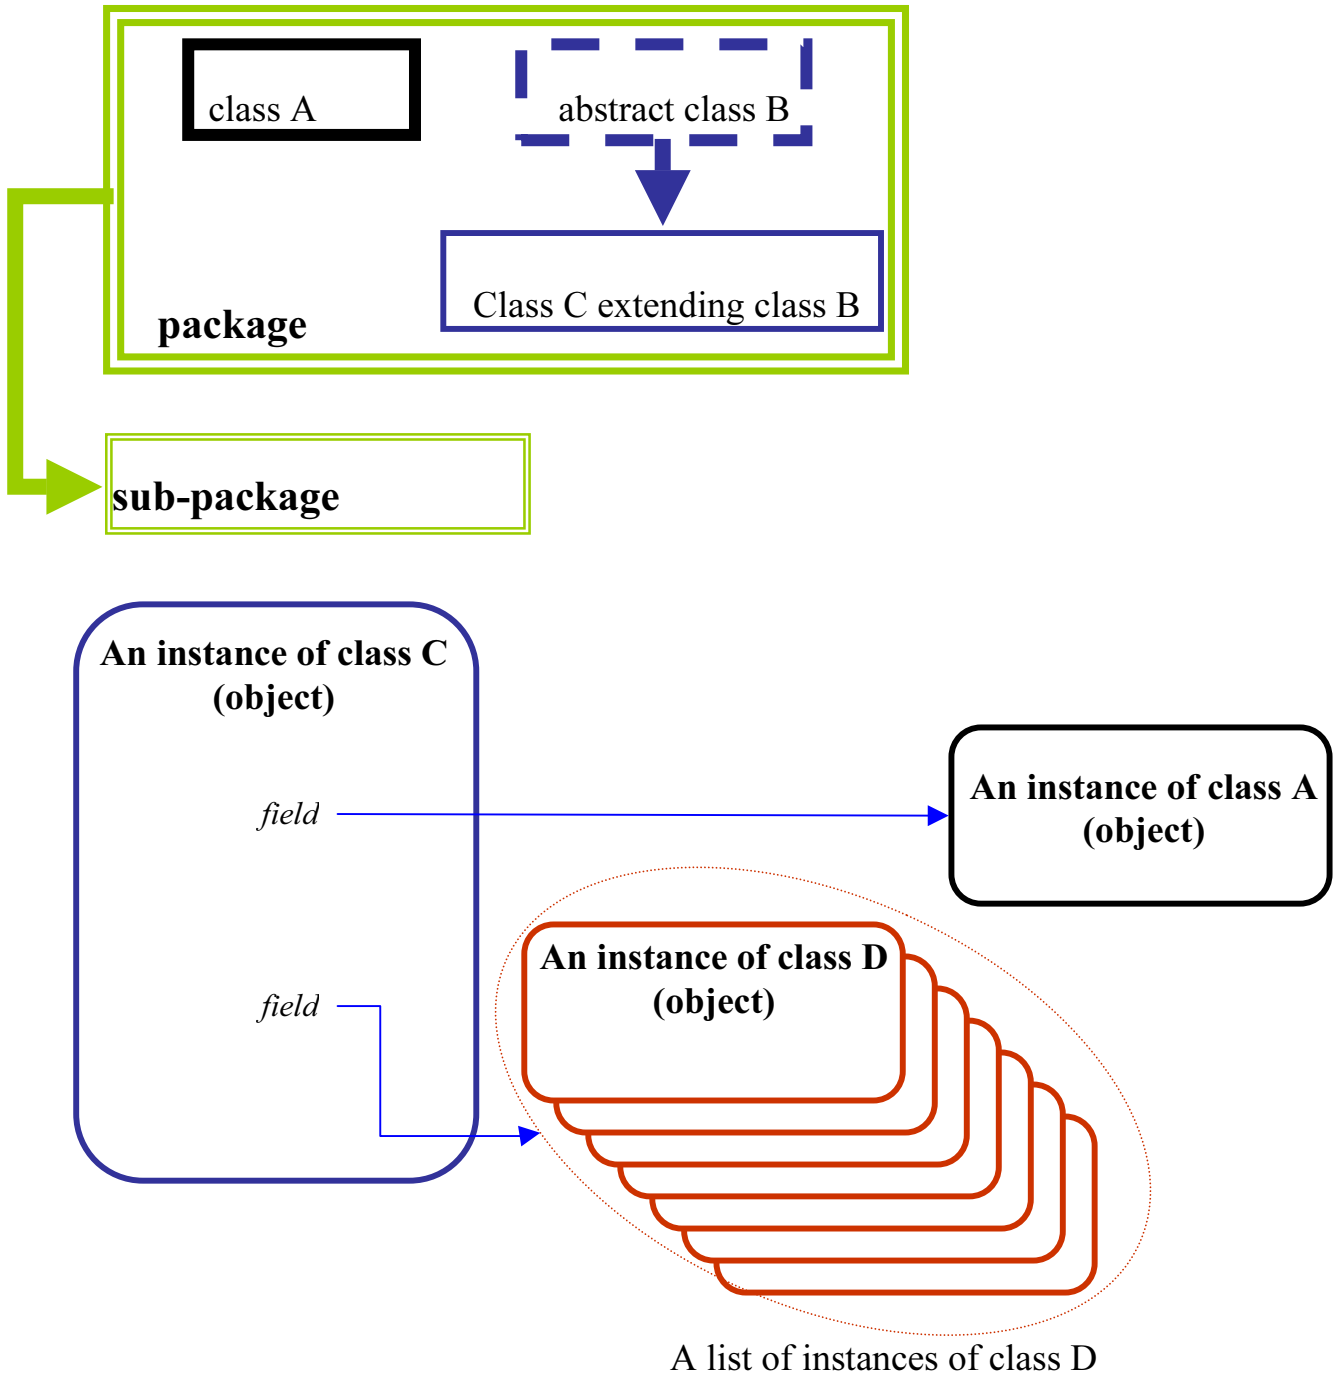 class A
abstract class B
Class C extending class B
package
sub-package
An instance of class C
(object)
field
field
An instance of class A
(object)
An instance of class D
(object)
A list of instances of class D